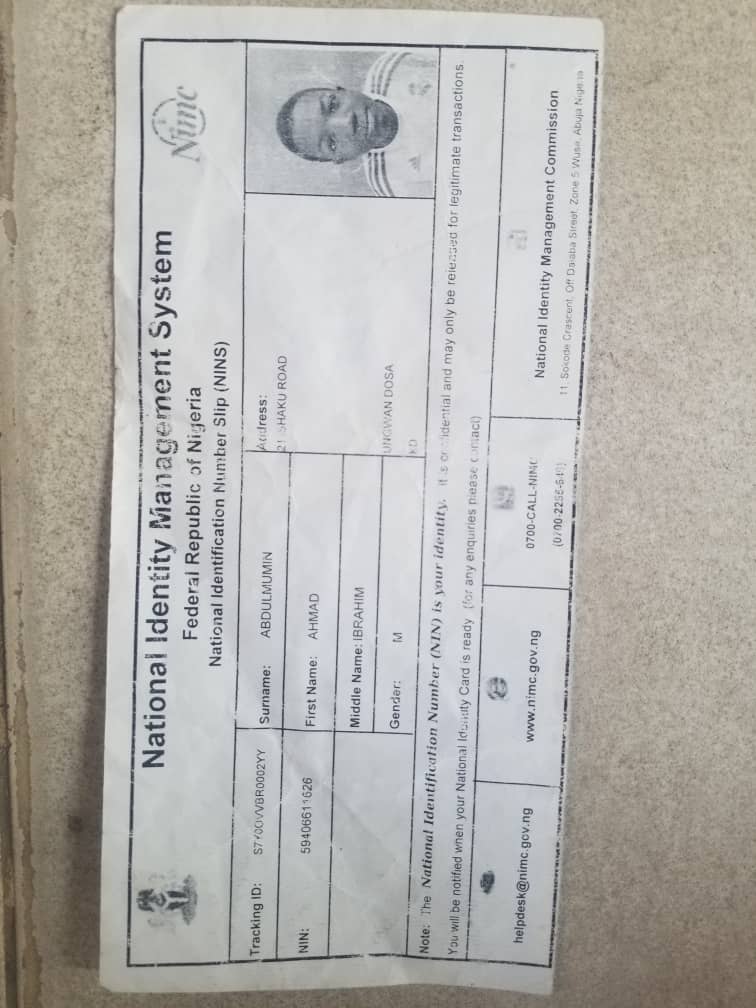 National Identity Management System
Federal Republic of Nigeria
National Identification Number Slip (NINS)
Nimc
Tracking ID:
Surname: ABDULMUMIN
Address:
NIN: 59406611626
First Name: AHMAD
ROAD
Middle Name: IBRAHIM
Gender: M
UNGWAN DOSA
KD
Note: The National Identification Number (NIN) is your identity. It is confidential and may only be released for legitimate transactions.
You will be notified when your National Identity Card is ready (for any enquiries please contact)
helpdesk@nimc.gov.ng
www.nimc.gov.ng
0700-CALL-NIMC
National Identity Management Commission
11, Sokode Crescent, Off Dalaba Street, Zone 5 Wuse, Abuja Nigeria